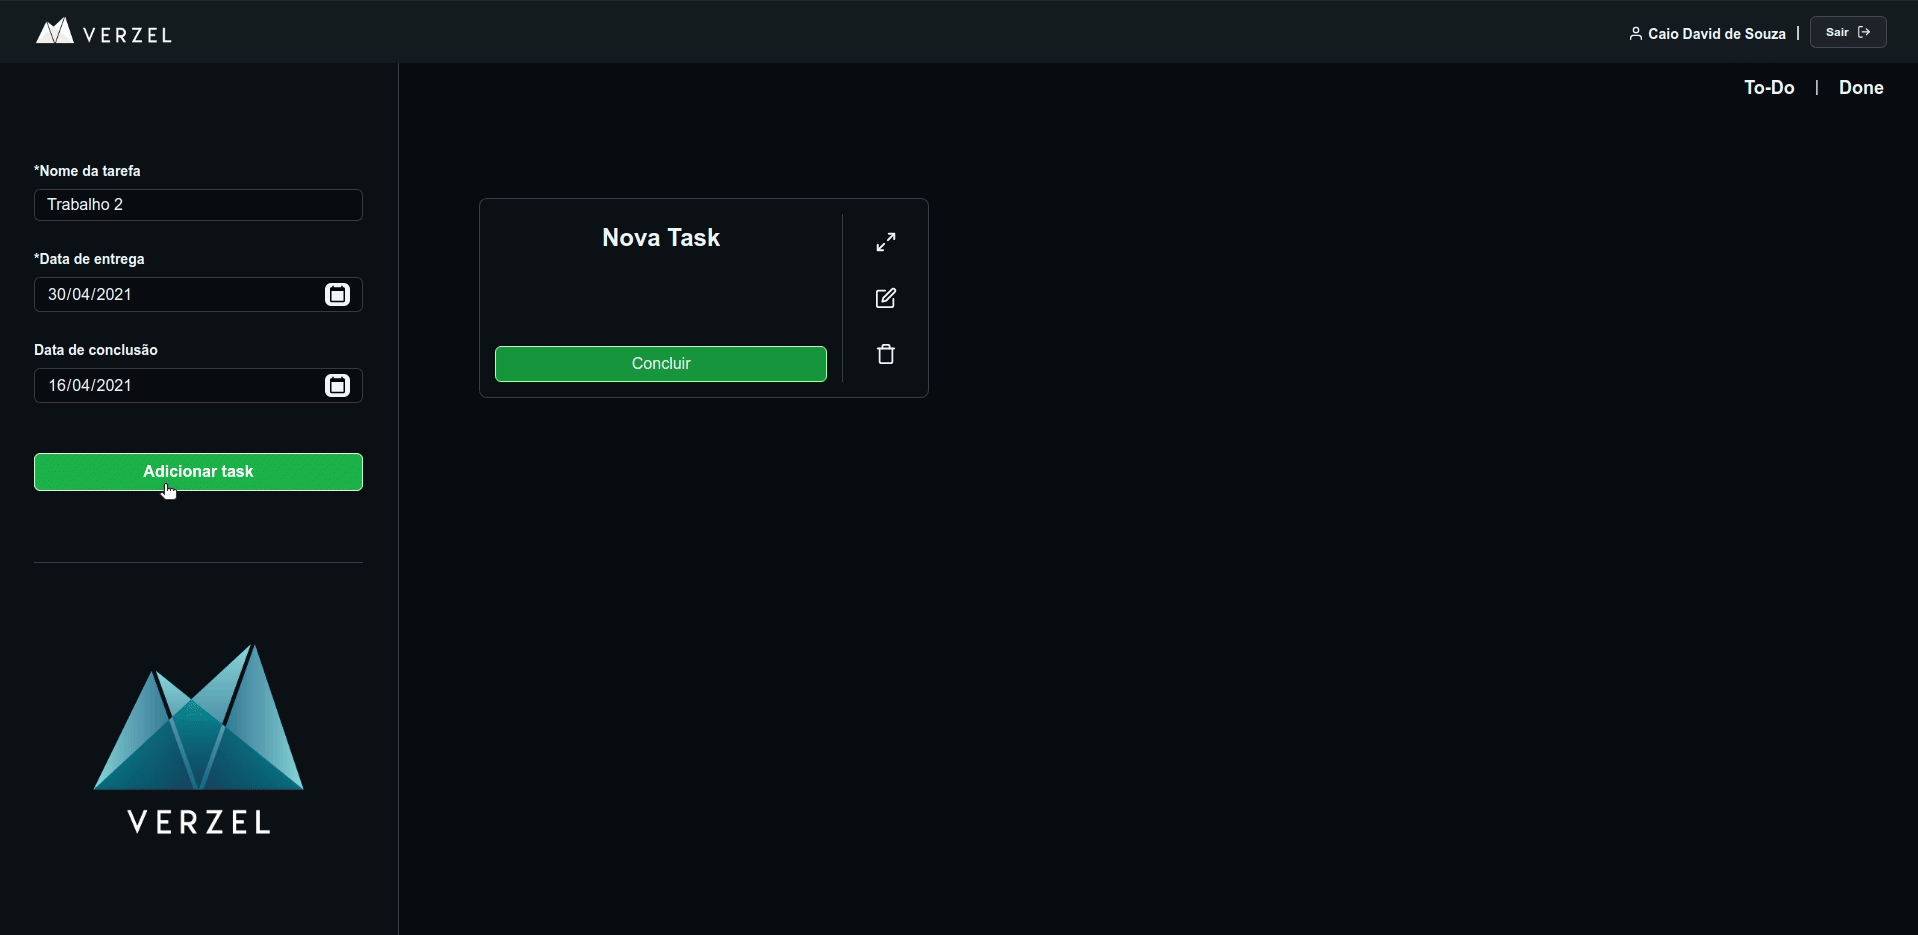 VERZEL
Caio David de Souza | Sair
To-Do | Done
*Nome da tarefa
Trabalho 2
*Data de entrega
30/04/2021
Data de conclusão
16/04/2021
Adicionar task
Nova Task
Concluir
VERZEL